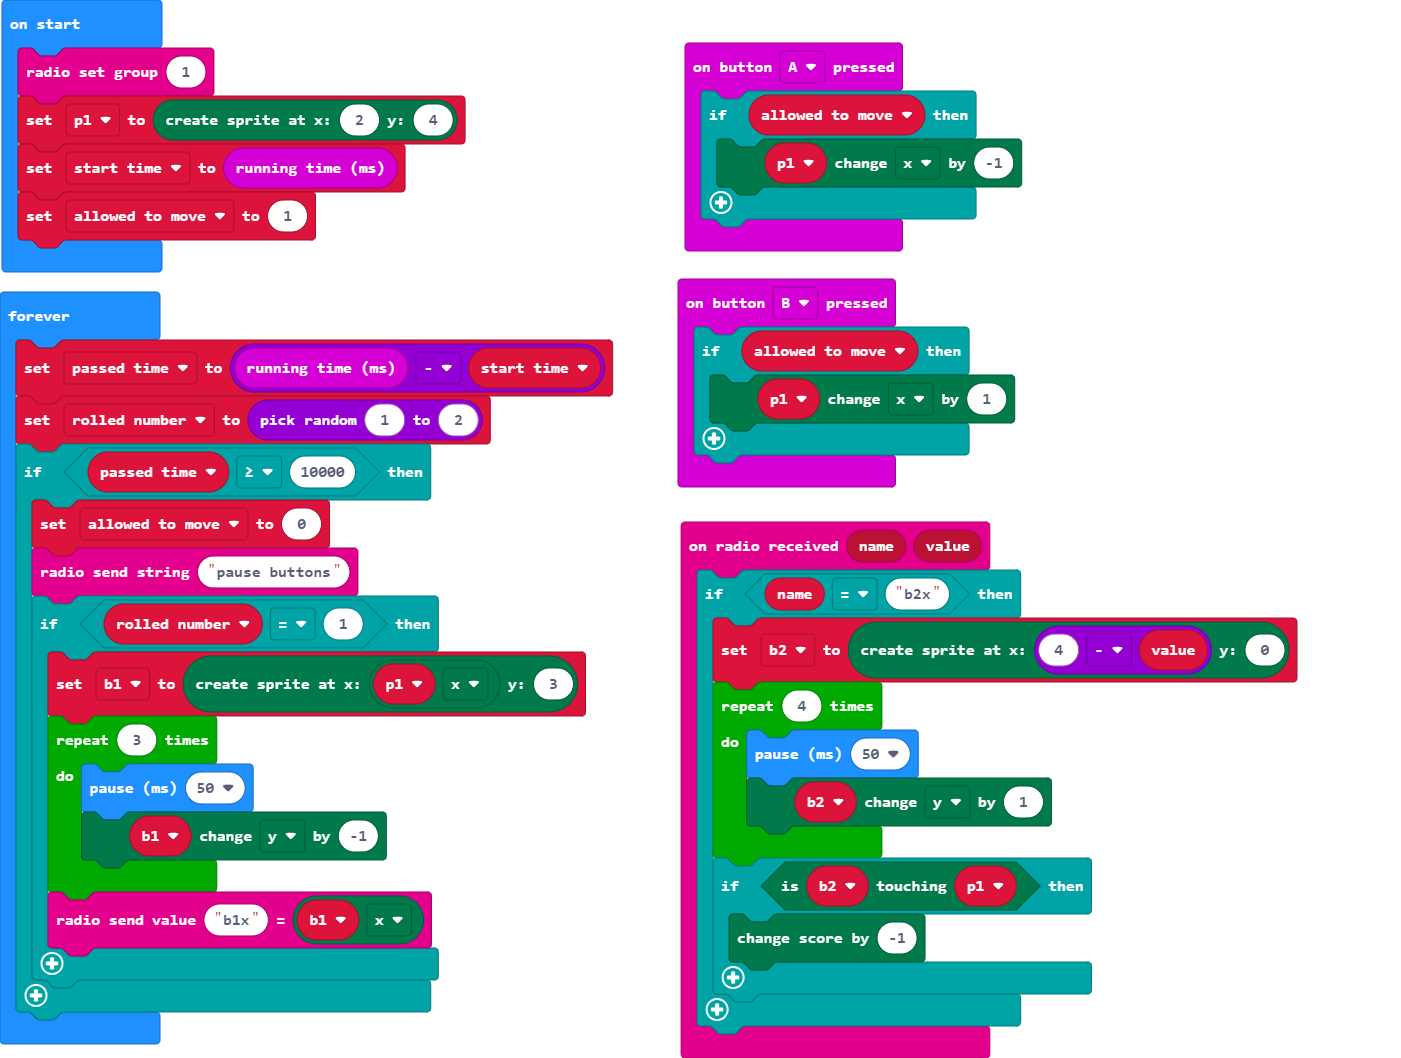 on start
radio set group 1
set p1 to create sprite at x: 2 y: 4
set start time to running time (ms)
set allowed to move to 1
forever
set passed time to running time (ms) - start time
set rolled number to pick random 1 to 2
if passed time ≥ 10000 then
set allowed to move to 0
radio send string "pause buttons"
if rolled number = 1 then
set b1 to create sprite at x: p1 x y: 3
repeat 3 times
do
pause (ms) 50
b1 change y by -1
radio send value "b1x" = b1 x
on button A pressed
if allowed to move then
p1 change x by -1
on button B pressed
if allowed to move then
p1 change x by 1
on radio received name value
if name = "b2x" then
set b2 to create sprite at x: 4 - value y: 0
repeat 4 times
do
pause (ms) 50
b2 change y by 1
if is b2 touching p1 then
change score by -1